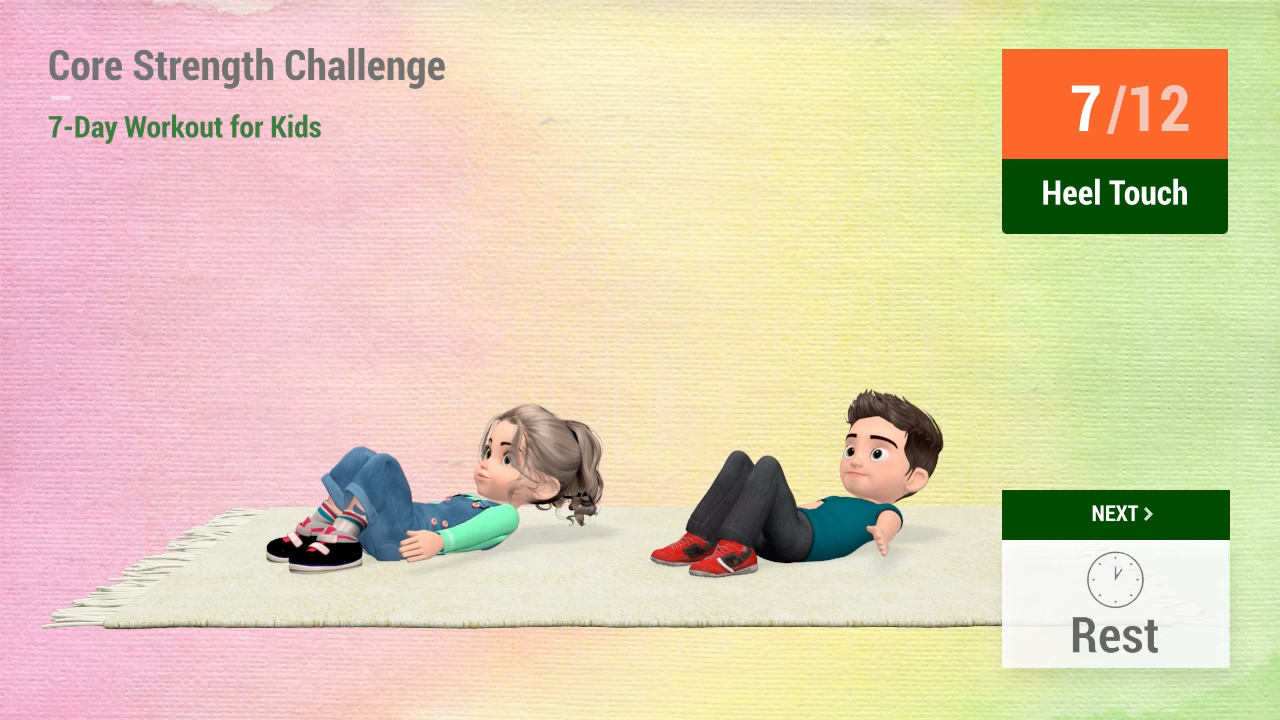 Core Strength Challenge
7-Day Workout for Kids
7/12
Heel Touch
NEXT >
Rest